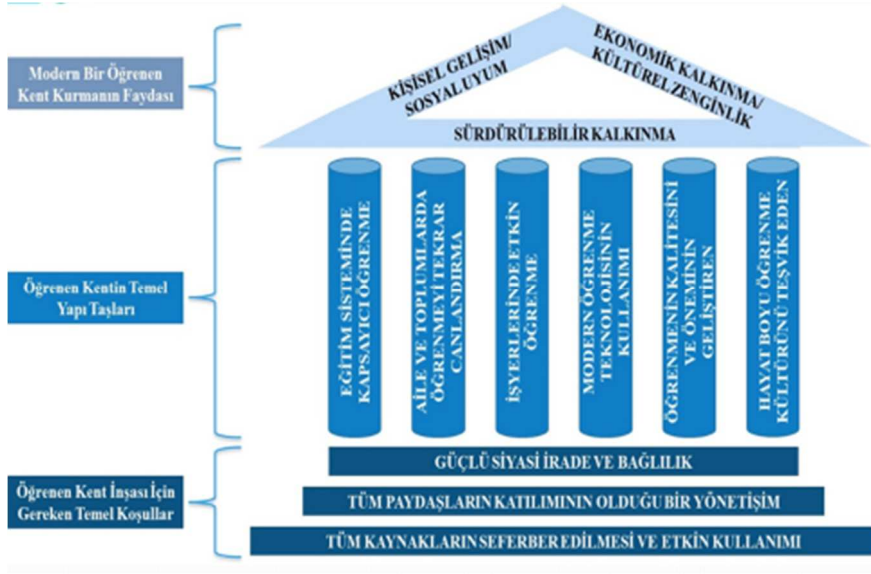 Modern Bir Öğrenen
Kent Kurmanın Faydası
KİŞİSEL GELİŞİM/
SOSYALUYUM
EKONOMİK KALKINMA/
KÜLTÜREL ZENGİNLİK
SÜRDÜRÜLEBİLİR KALKINMA
Öğrenen Kentin Temel
Yapı Taşları
EĞİTİM SİSTEMİNDE
KAPSAYICI ÖĞRENME
AİLE VE TOPLUMLARDA
ÖĞRENMEYİ TEKRAR
CANLANDIRMA
İŞYERLERİNDE ETKİN
ÖĞRENME
MODERN ÖĞRENME
TEKNOLOJİSİNİN
KULLANIMI
ÖĞRENMENİN KALİTESİNİ
VE ÖNEMİNİN
GELİŞTİREN
HAYAT BOYU ÖĞRENME
KÜLTÜRÜNÜ TEŞVİK EDEN
Öğrenen Kent İnşası İçin
Gereken Temel Koşullar
GÜÇLÜ SİYASİ İRADE VE BAĞLILIK
TÜM PAYDAŞLARIN KATILIMININ OLDUĞU BİR YÖNETİŞİM
TÜM KAYNAKLARIN SEFERBER EDİLMESİ VE ETKİN KULLANIMI